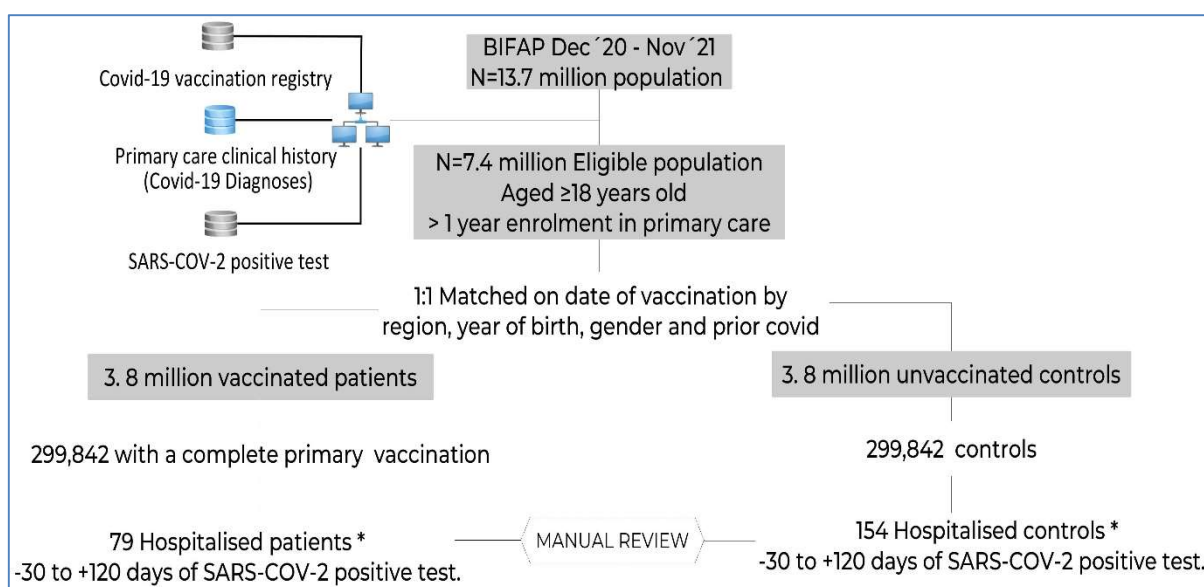 Covid-19 vaccination registry
Primary care clinical history
(Covid-19 Diagnoses)
SARS-COV-2 positive test
BIFAP Dec´20 - Nov´21
N=13.7 million population
N=7.4 million Eligible population
Aged ≥18 years old
> 1 year enrolment in primary care
1:1 Matched on date of vaccination by
region, year of birth, gender and prior covid
3. 8 million vaccinated patients
3. 8 million unvaccinated controls
299,842 with a complete primary vaccination
299,842 controls
79 Hospitalised patients *
-30 to +120 days of SARS-COV-2 positive test.
MANUAL REVIEW
154 Hospitalised controls *
-30 to +120 days of SARS-COV-2 positive test.